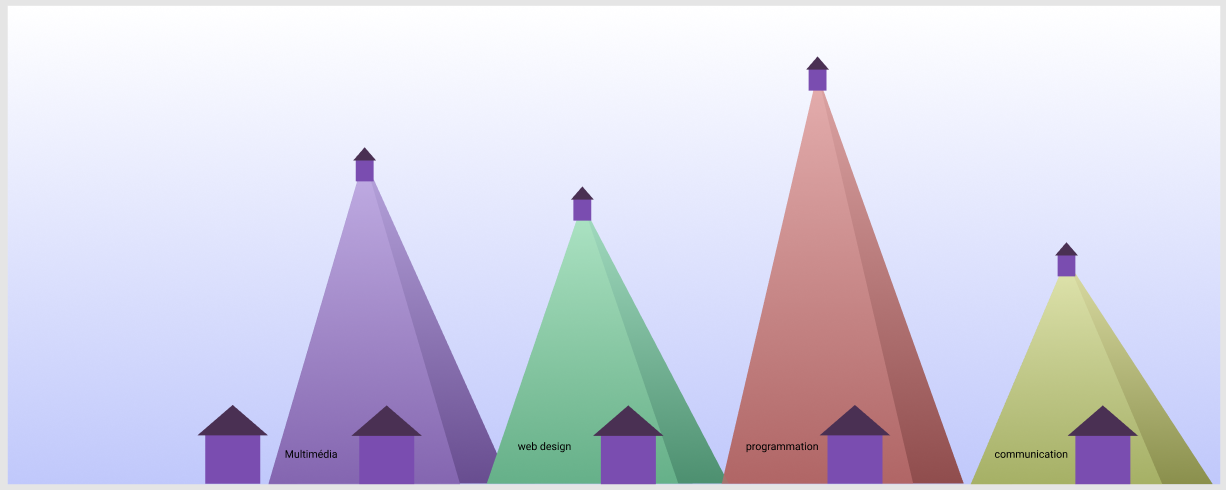 Multimédia
web design
programmation
communication